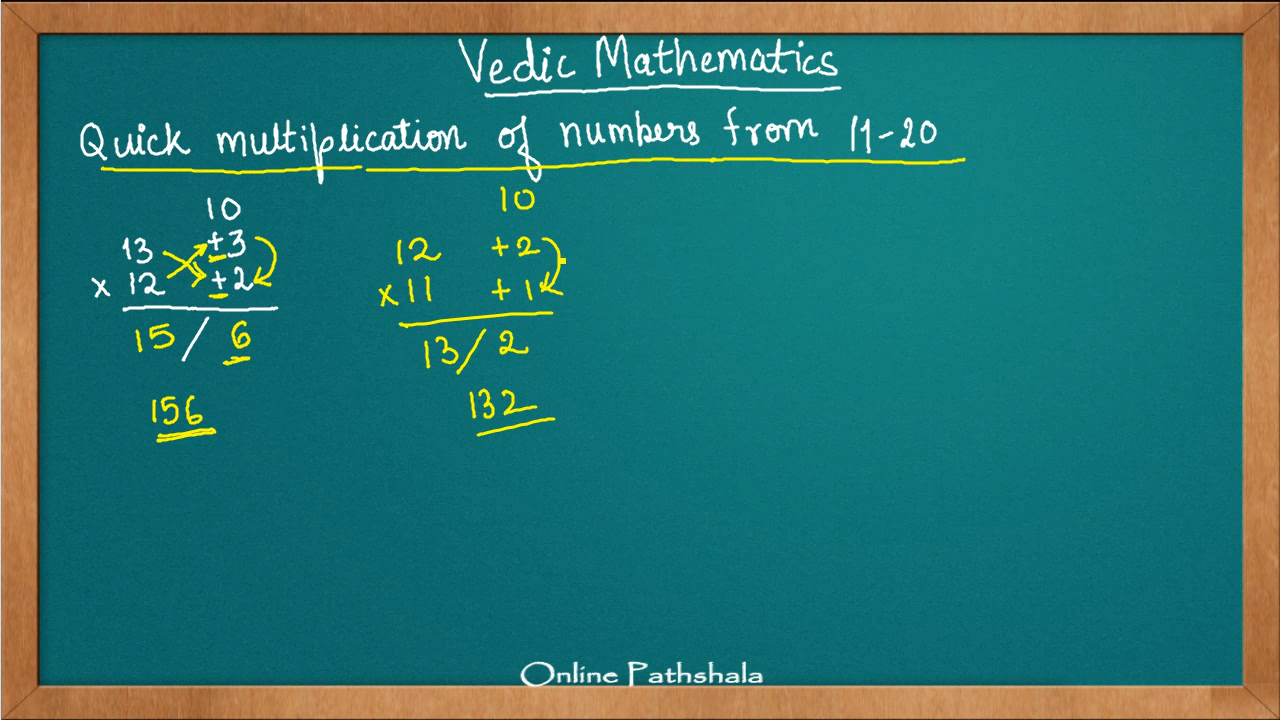 Vedic Mathematics
Quick multiplication of numbers from 11-20
10
13 +3
x 12 +2
15 / 6
156
10
12 +2
x 11 +1
13 / 2
132
Online Pathshala